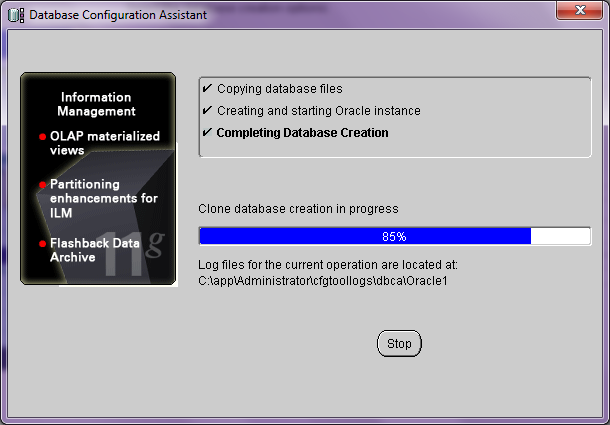 Database Configuration Assistant
Information
Management
OLAP materialized
views
Partitioning
enhancements for
ILM
Flashback Data
Archive
11g
Copying database files
Creating and starting Oracle instance
Completing Database Creation
Clone database creation in progress
85%
Log files for the current operation are located at:
C:\app\Administrator\cfgtoollogs\dbca\Oracle1
Stop